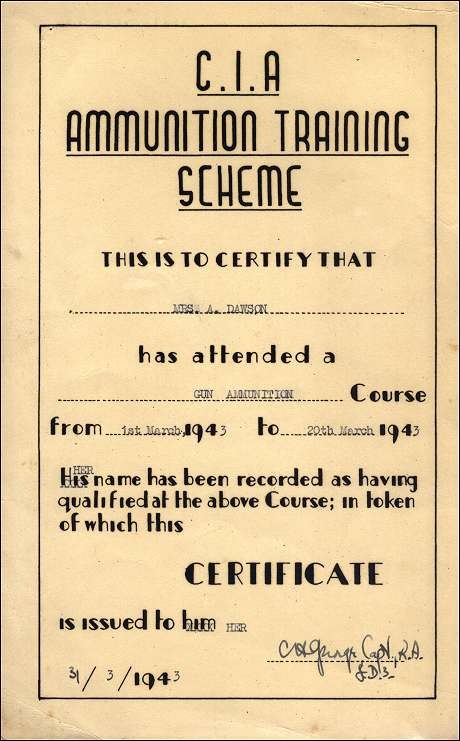 C.I.A
AMMUNITION TRAINING
SCHEME
THIS IS TO CERTIFY THAT
MRS. A. DAWSON
has attended a
GUN AMMUNITION Course
from 1st March, 1943 to 20th March 1943
HER
His name has been recorded as having
qualified at the above Course; in token
of which this
CERTIFICATE
is issued to him HER
Capt., R.A.
31/3/1943